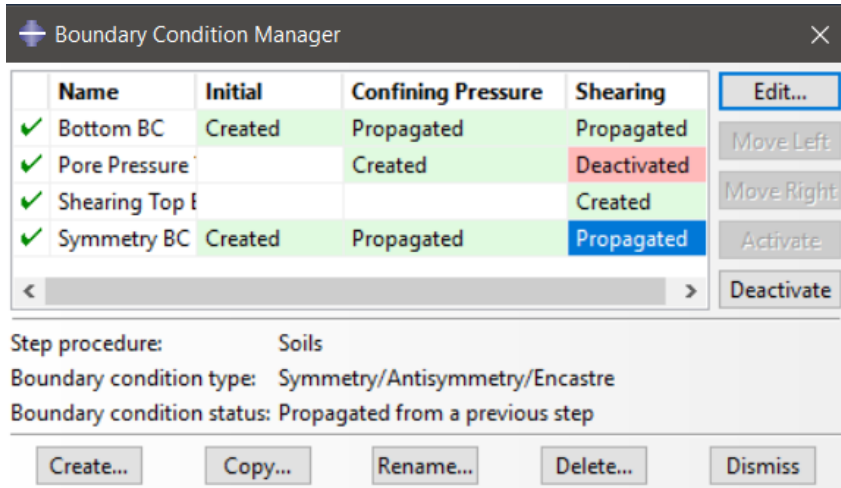 Boundary Condition Manager
Name Initial Confining Pressure Shearing Edit...
Bottom BC Created Propagated Propagated Move Left
Pore Pressure Created Deactivated Move Right
Shearing Top Created
Symmetry BC Created Propagated Propagated Activate
Deactivate
Step procedure: Soils
Boundary condition type: Symmetry/Antisymmetry/Encastre
Boundary condition status: Propagated from a previous step
Create... Copy... Rename... Delete... Dismiss